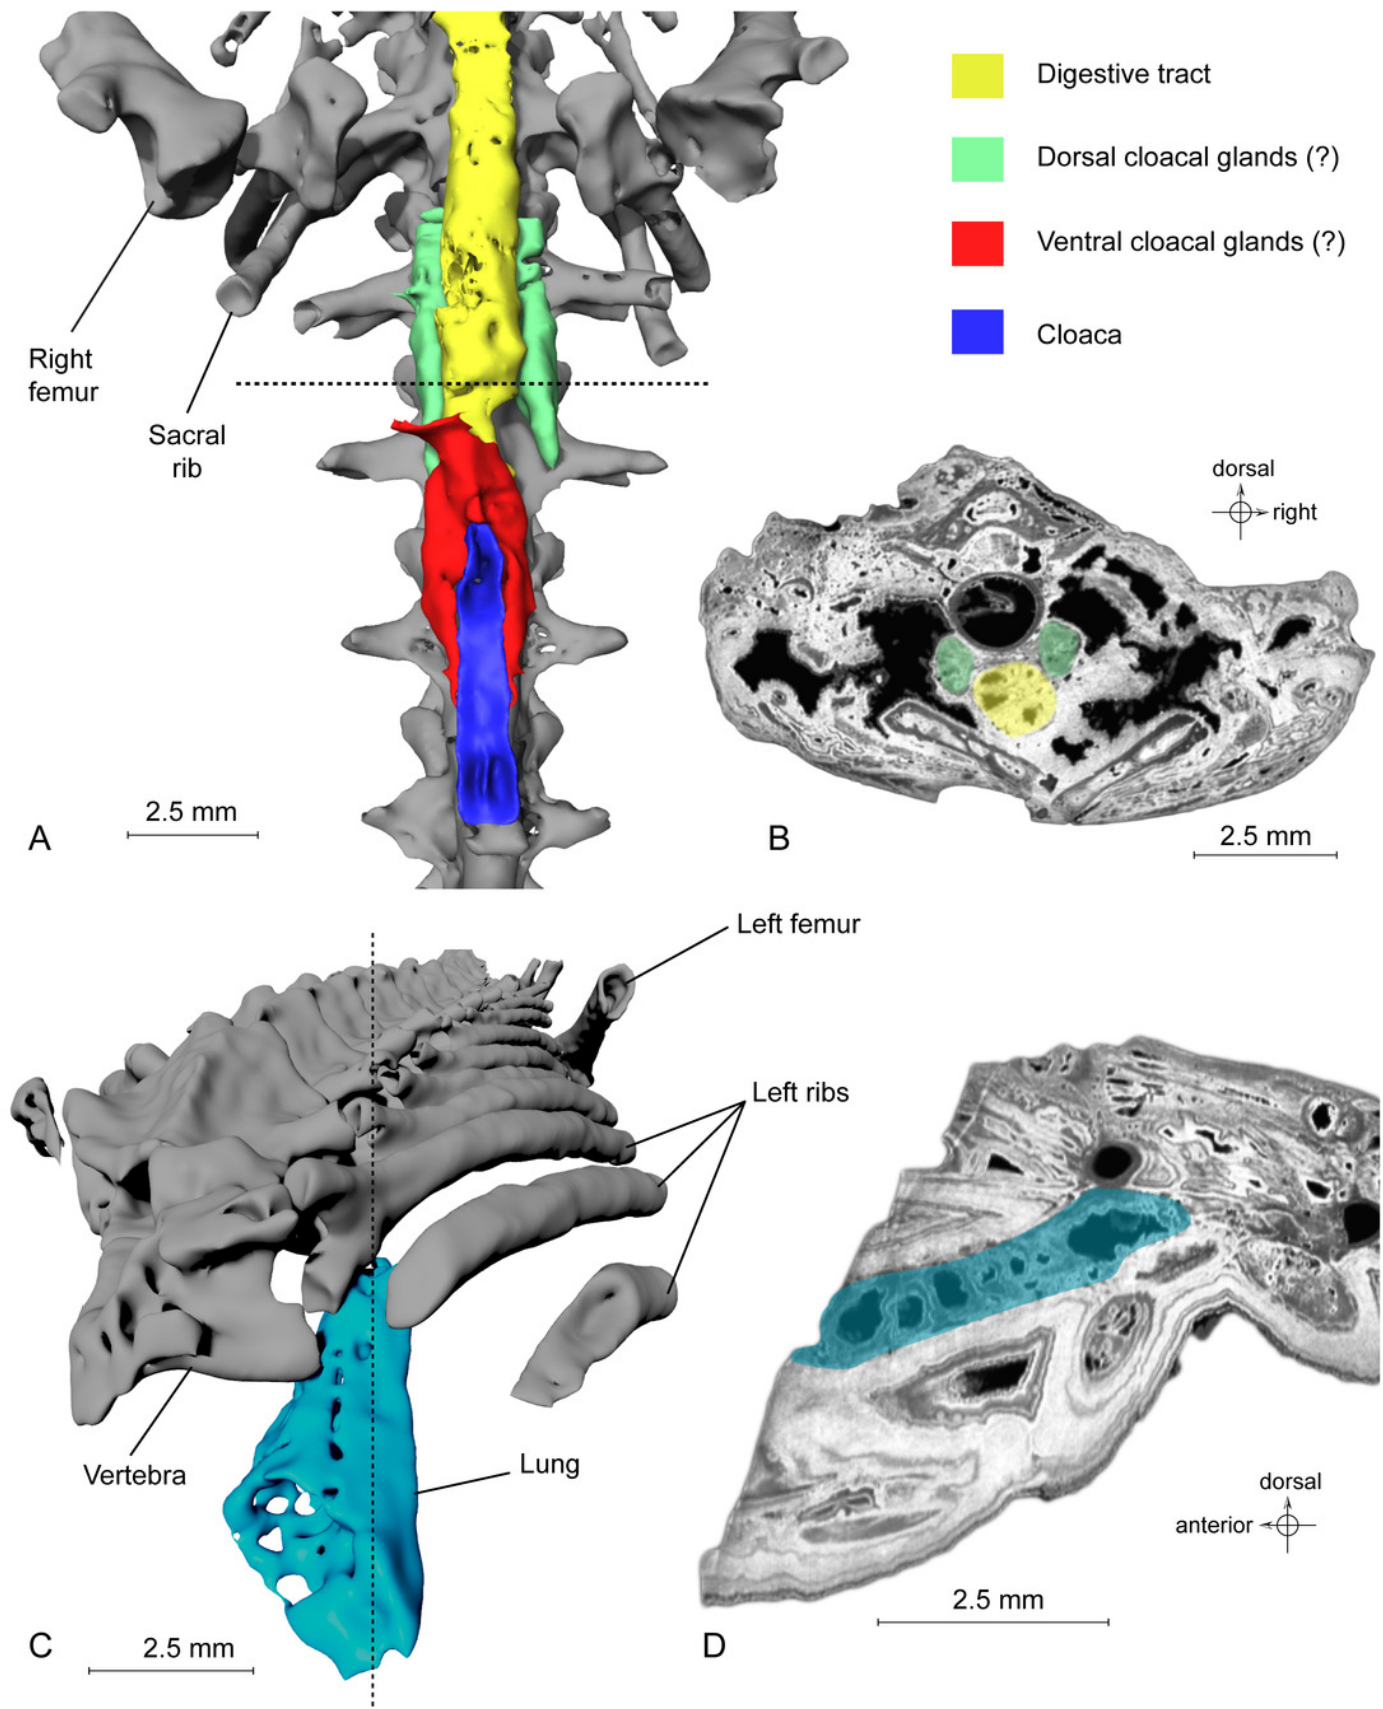 Digestive tract
Dorsal cloacal glands (?)
Ventral cloacal glands (?)
Cloaca
Right
femur
Sacral
rib
2.5 mm
A
dorsal
right
2.5 mm
B
Left femur
Left ribs
Vertebra
Lung
2.5 mm
C
dorsal
anterior
2.5 mm
D